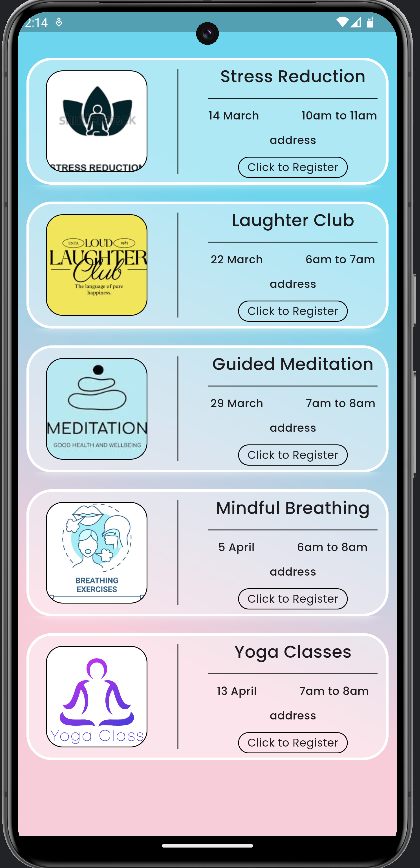 2:14
Stress Reduction
14 March 10am to 11am
address
Click to Register
STRESS REDUCTION
Laughter Club
22 March 6am to 7am
address
Click to Register
LOUD
LAUGHTER
Club
The language of pure
happiness.
Guided Meditation
29 March 7am to 8am
address
Click to Register
MEDITATION
GOOD HEALTH AND WELLBEING
Mindful Breathing
5 April 6am to 8am
address
Click to Register
BREATHING
EXERCISES
Yoga Classes
13 April 7am to 8am
address
Click to Register
Yoga Class